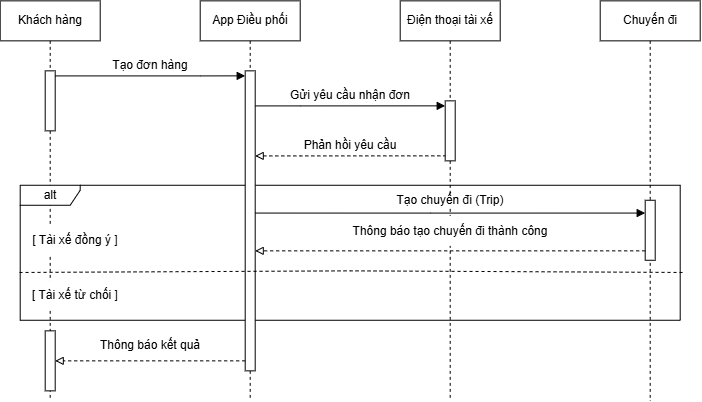 Khách hàng
App Điều phối
Điện thoại tài xế
Chuyến đi
Tạo đơn hàng
Gửi yêu cầu nhận đơn
Phản hồi yêu cầu
alt
Tạo chuyến đi (Trip)
[ Tài xế đồng ý ]
Thông báo tạo chuyến đi thành công
[ Tài xế từ chối ]
Thông báo kết quả